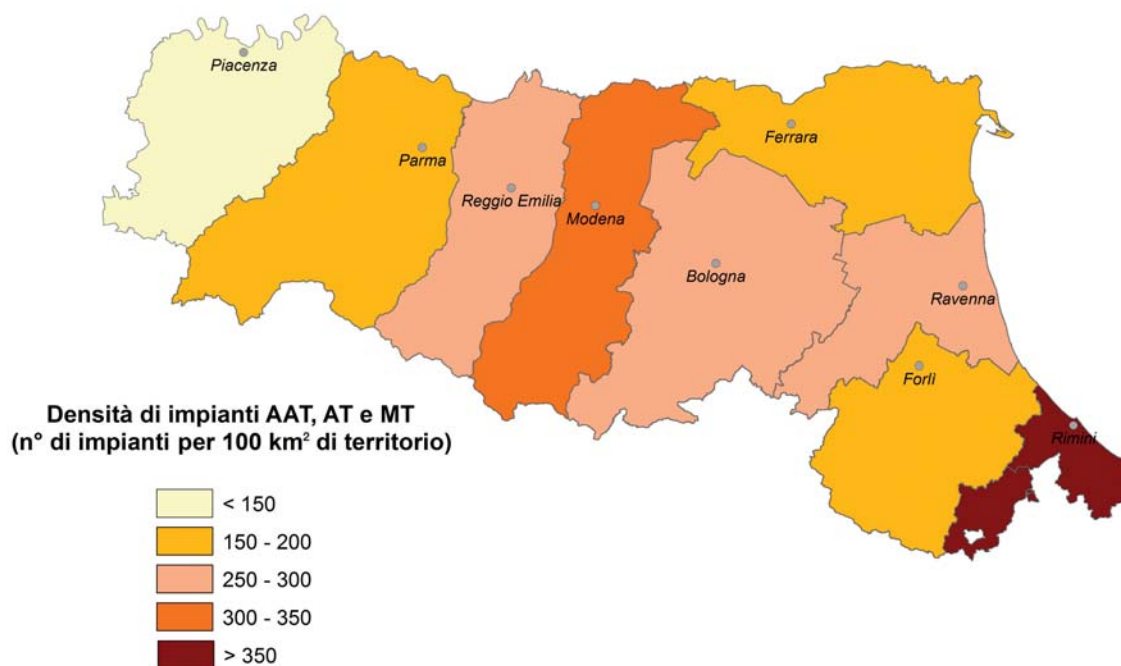 Piacenza
Parma
Reggio Emilia
Modena
Ferrara
Bologna
Ravenna
Forlì
Rimini
Densità di impianti AAT, AT e MT
(n° di impianti per 100 km² di territorio)
< 150
150 - 200
250 - 300
300 - 350
> 350